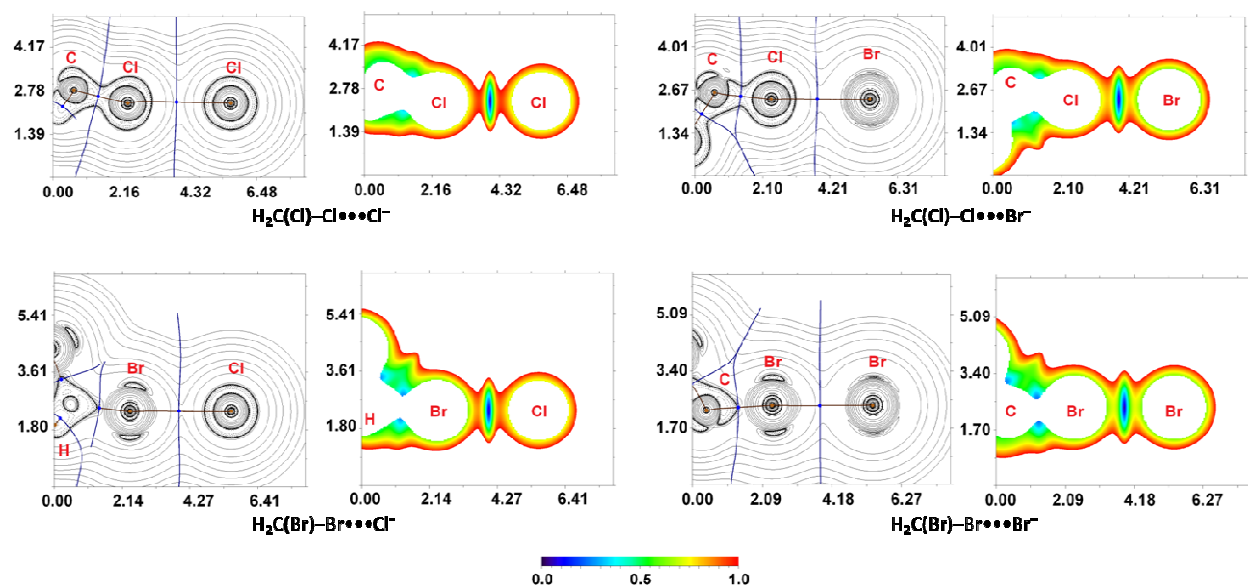 4.17
2.78
1.39
C
Cl
Cl
0.00 2.16 4.32 6.48
4.17
2.78
1.39
C
Cl
Cl
0.00 2.16 4.32 6.48
H₂C(Cl)–Cl•••Cl⁻
4.01
2.67
1.34
C
Cl
Br
0.00 2.10 4.21 6.31
4.01
2.67
1.34
C
Cl
Br
0.00 2.10 4.21 6.31
H₂C(Cl)–Cl•••Br⁻
5.41
3.61
1.80
Br
Cl
H
0.00 2.14 4.27 6.41
5.41
3.61
1.80
H
Br
Cl
0.00 2.14 4.27 6.41
H₂C(Br)–Br•••Cl⁻
5.09
3.40
1.70
C
Br
Br
0.00 2.09 4.18 6.27
5.09
3.40
1.70
C
Br
Br
0.00 2.09 4.18 6.27
H₂C(Br)–Br•••Br⁻
0.0 0.5 1.0